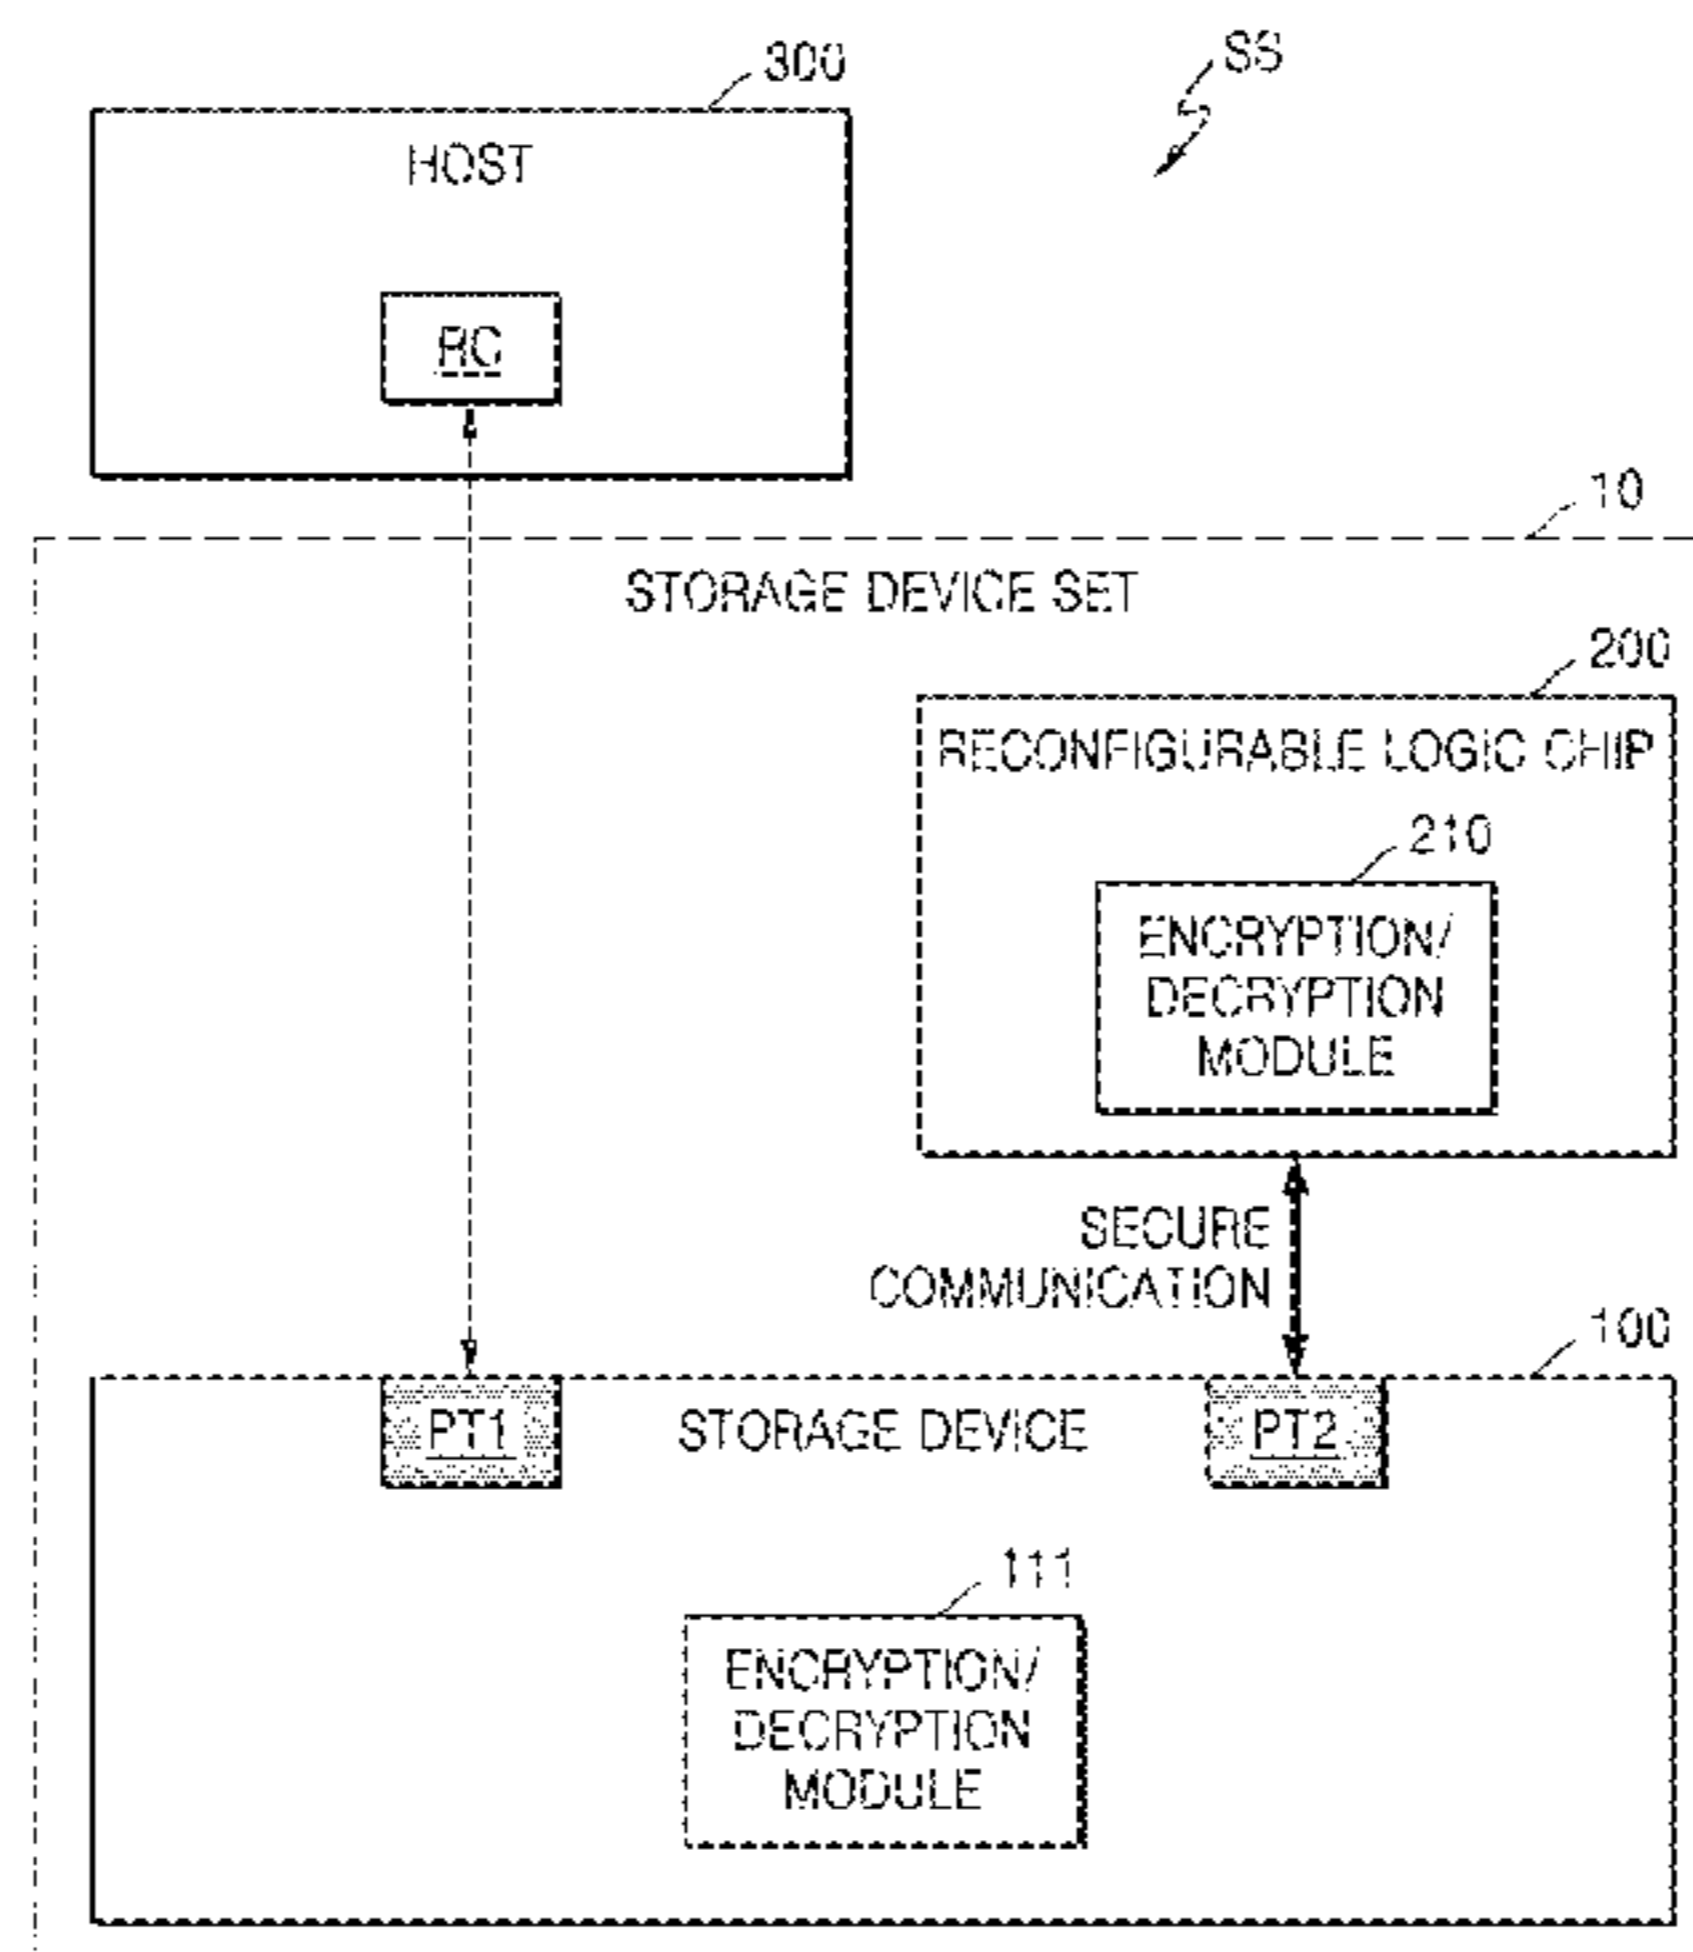 300
SS
HOST
RC
10
STORAGE DEVICE SET
200
RECONFIGURABLE LOGIC CHIP
210
ENCRYPTION/
DECRYPTION
MODULE
SECURE
COMMUNICATION
100
PT1
STORAGE DEVICE
PT2
111
ENCRYPTION/
DECRYPTION
MODULE